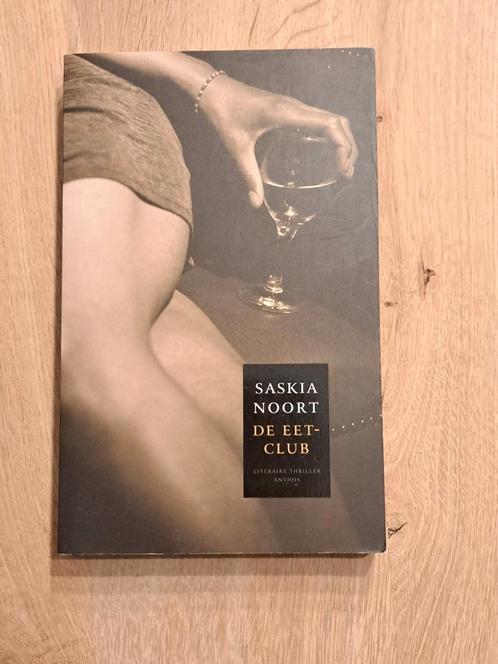 SASKIA
NOORT
DE EET-
CLUB
LITERAIRE THRILLER
ANTHOS